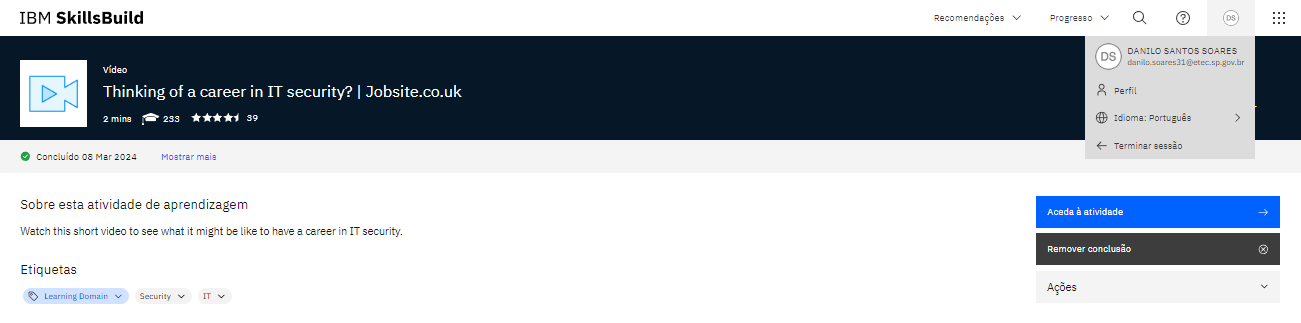 IBM SkillsBuild
Recomendações
Progresso
DS
DS
DANILO SANTOS SOARES
danilo.soares31@etec.sp.gov.br
Perfil
Idioma: Português
Terminar sessão
Vídeo
Thinking of a career in IT security? | Jobsite.co.uk
2 mins 233 39
Concluído 08 Mar 2024 Mostrar mais
Sobre esta atividade de aprendizagem
Watch this short video to see what it might be like to have a career in IT security.
Etiquetas
Learning Domain Security IT
Aceda à atividade
Remover conclusão
Ações